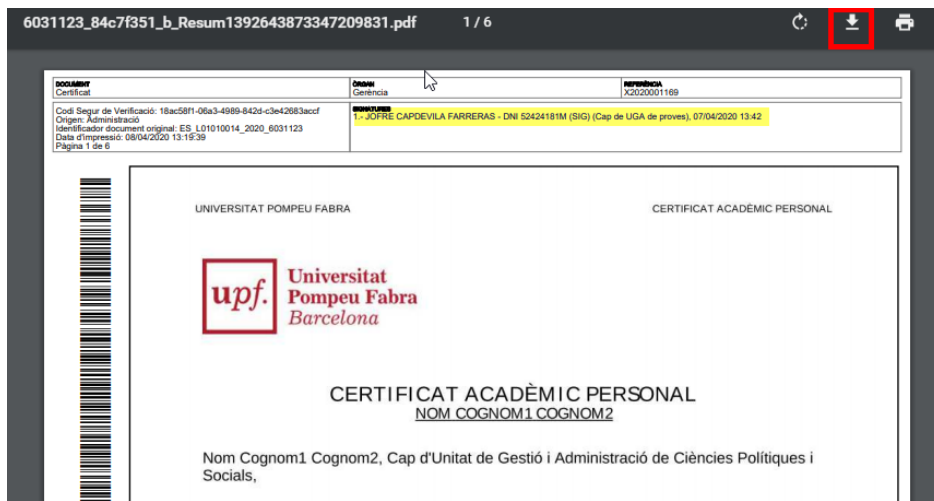 6031123_84c7f351_b_Resum1392643873347209831.pdf 1 / 6
DOCUMENT
Certificat
ÒRGAN
Gerència
REFERÈNCIA
X2020001169
Codi Segur de Verificació: 18ac58f1-06a3-4989-842d-c3e42683accf
Origen: Administració
Identificador document original: ES_L01010014_2020_6031123
Data d'impressió: 08/04/2020 13:19:39
Pàgina 1 de 6
SIGNATURES
1.- JOFRE CAPDEVILA FARRERAS - DNI 52424181M (SIG) (Cap de UGA de proves), 07/04/2020 13:42
UNIVERSITAT POMPEU FABRA
CERTIFICAT ACADÈMIC PERSONAL
upf.
Universitat
Pompeu Fabra
Barcelona
CERTIFICAT ACADÈMIC PERSONAL
NOM COGNOM1 COGNOM2
Nom Cognom1 Cognom2, Cap d'Unitat de Gestió i Administració de Ciències Polítiques i
Socials,